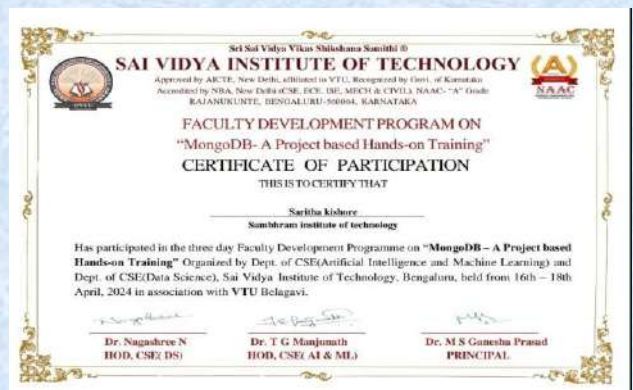 Sri Sai Vidya Vikas Shikshana Samithi ®
SAI VIDYA INSTITUTE OF TECHNOLOGY
Approved by AICTE, New Delhi, affiliated to VTU, Recognized by Govt. of Karnataka
Accredited by NBA, New Delhi (CSE, ECE, ISE, MECH & CIVIL), NAAC- "A" Grade
RAJANUKUNTE, BENGALURU-560064, KARNATAKA
NAAC
FACULTY DEVELOPMENT PROGRAM ON
"MongoDB- A Project based Hands-on Training"
CERTIFICATE OF PARTICIPATION
THIS IS TO CERTIFY THAT
Saritha kishore
Sambhram institute of technology
Has participated in the three day Faculty Development Programme on "MongoDB – A Project based
Hands-on Training" Organized by Dept. of CSE(Artificial Intelligence and Machine Learning) and
Dept. of CSE(Data Science), Sai Vidya Institute of Technology, Bengaluru, held from 16th – 18th
April, 2024 in association with VTU Belagavi.
Dr. Nagashree N Dr. T G Manjunath Dr. M S Ganesha Prasad
HOD, CSE( DS) HOD, CSE( AI & ML) PRINCIPAL